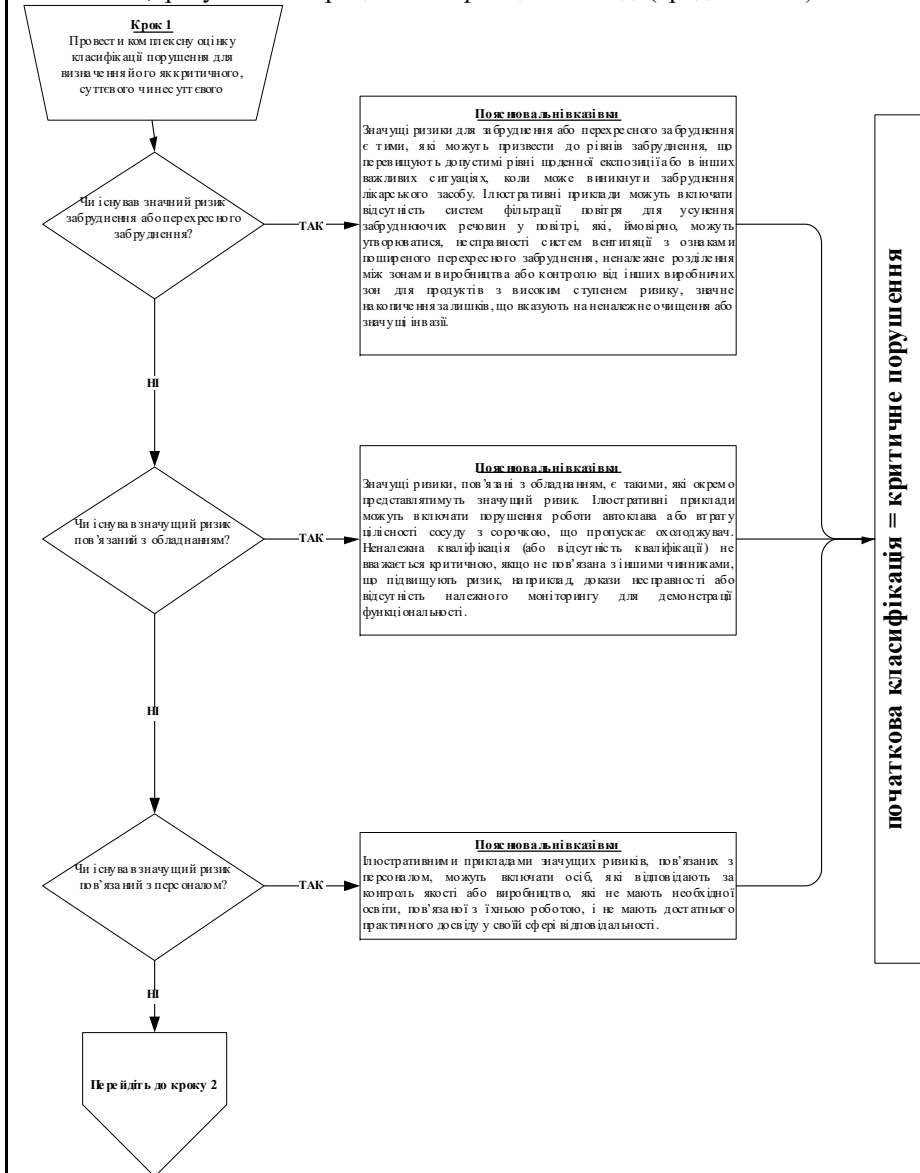 Крок 1
Провести комплексну оцінку
класифікації порушення для
визначення його як критичного,
суттєвого чи несуттєвого
Чи існував значний ризик
забруднення або перехресного
забруднення?
ТАК
Пояснювальні вказівки
Значущі ризики для забруднення або перехресного забруднення
є тими, які можуть призвести до рівнів забруднення, що
перевищують допустимі рівні щоденної експозиції або в інших
важливих ситуаціях, коли може виникнути забруднення
лікарського засобу. Ілюстративні приклади можуть включати
відсутність систем фільтрації повітря для усунення
забруднюючих речовин у повітрі, які, ймовірно, можуть
утворюватися, несправності систем вентиляції з ознаками
поширеного перехресного забруднення, неналежне розділення
між зонами виробництва або контролю від інших виробничих
зон для продуктів з високим ступенем ризику, значне
накопичення залишків, що вказують на неналежне очищення або
значущі інвазії.
НІ
Чи існував значущий ризик
пов’язаний з обладнанням?
ТАК
Пояснювальні вказівки
Значущі ризики, пов’язані з обладнанням, є такими, які окремо
представлятимуть значущий ризик. Ілюстративні приклади
можуть включати порушення роботи автоклава або втрату
цілісності сосуду з сорочкою, що пропускає охолоджувач.
Неналежна кваліфікація (або відсутність кваліфікації) не
вважається критичною, якщо не пов’язана з іншими чинниками,
що підвищують ризик, наприклад, докази несправності або
відсутність належного моніторингу для демонстрації
функціональності.
НІ
Чи існував значущий ризик
пов’язаний з персоналом?
ТАК
Пояснювальні вказівки
Ілюстративними прикладами значущих ризиків, пов’язаних з
персоналом, можуть включати осіб, які відповідають за
контроль якості або виробництво, які не мають необхідної
освіти, пов’язаної з їхньою роботою, і не мають достатнього
практичного досвіду у своїй сфері відповідальності.
НІ
Перейдіть до кроку 2
початкова класифікація = критичне порушення